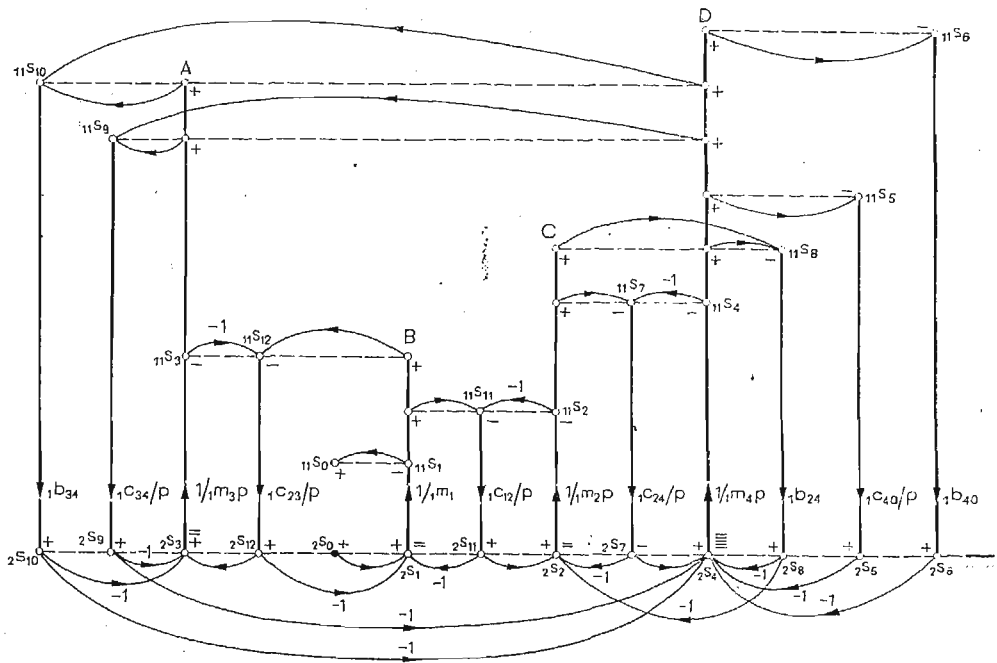 D
− ₁₁S₆
+
₁₁S₁₀ A
+ +
₁₁S₉
+ +
− ₁₁S₅
+
C
+ + − ₁₁S₈
₁₁S₇ −1
+ − − ₁₁S₄
−1 ₁₁S₁₂ B
₁₁S₃ − − +
₁₁S₁₁ −1
+ − − ₁₁S₂
₁₁S₀ + − ₁₁S₁
₁b₃₄ ₁c₃₄/p 1/₁m₃p ₁c₂₃/p 1/₁m₁ ₁c₁₂/p 1/₁m₂p ₁c₂₄/p 1/₁m₄p ₁b₂₄ ₁c₄₀/p ₁b₄₀
+ ₂S₉ + ₂S₃ = + ₂S₁₂ + ₂S₀ + + = ₂S₁₁ + + = ₂S₇ − + ≡ + + +
₂S₁₀ −1 ₂S₁ ₂S₂ ₂S₄ ₂S₈ ₂S₅ ₂S₆
−1 −1 −1 −1 −1 −1 −1
−1 −1
−1